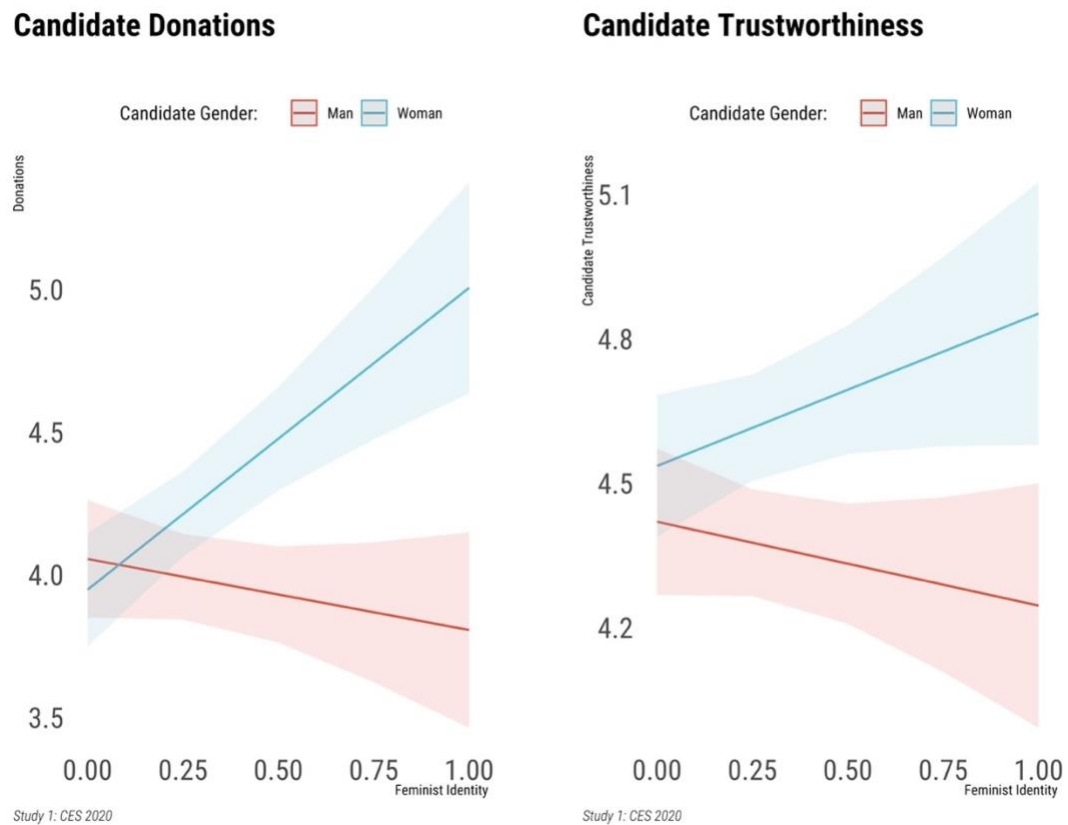 Candidate Donations
Candidate Gender: Man Woman
Donations
5.0
4.5
4.0
3.5
0.00 0.25 0.50 0.75 1.00
Feminist Identity
Study 1: CES 2020
Candidate Trustworthiness
Candidate Gender: Man Woman
Candidate Trustworthiness
5.1
4.8
4.5
4.2
0.00 0.25 0.50 0.75 1.00
Feminist Identity
Study 1: CES 2020